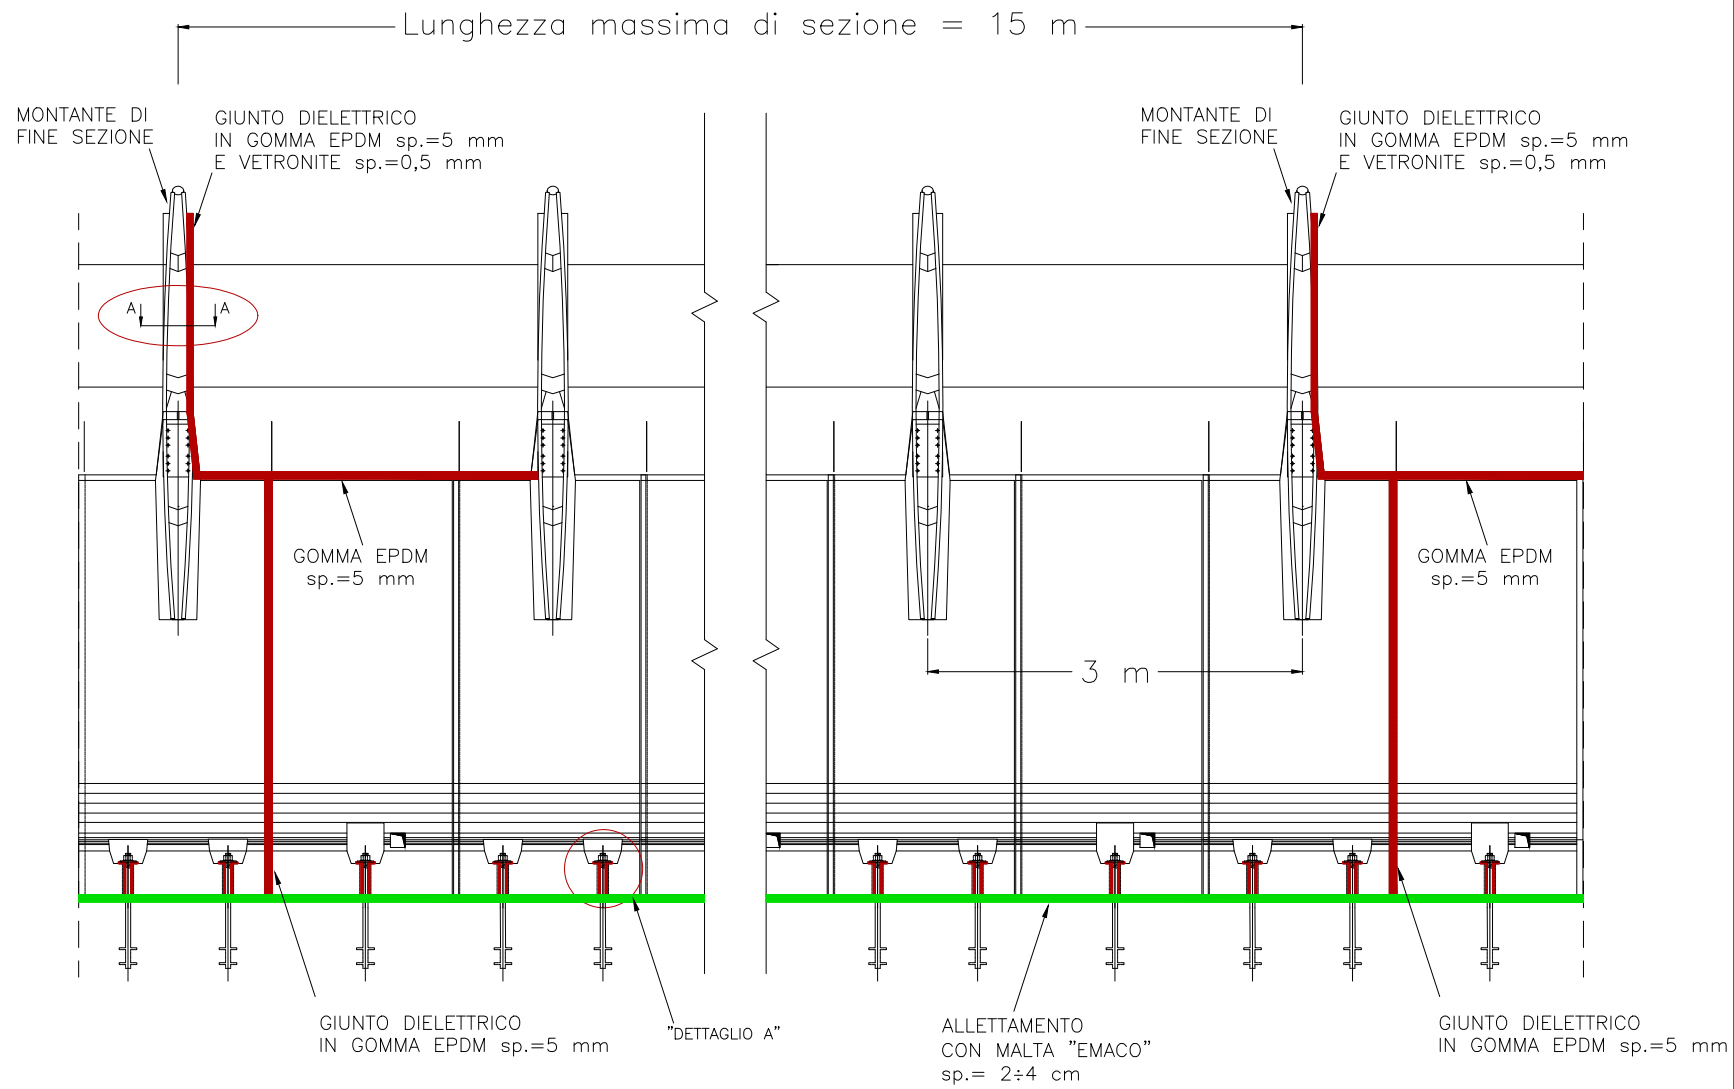 Lunghezza massima di sezione = 15 m
MONTANTE DI
FINE SEZIONE
GIUNTO DIELETTRICO
IN GOMMA EPDM sp.=5 mm
E VETRONITE sp.=0,5 mm
MONTANTE DI
FINE SEZIONE
GIUNTO DIELETTRICO
IN GOMMA EPDM sp.=5 mm
E VETRONITE sp.=0,5 mm
A
A
GOMMA EPDM
sp.=5 mm
GOMMA EPDM
sp.=5 mm
3 m
GIUNTO DIELETTRICO
IN GOMMA EPDM sp.=5 mm
"DETTAGLIO A"
ALLETTAMENTO
CON MALTA "EMACO"
sp.= 2÷4 cm
GIUNTO DIELETTRICO
IN GOMMA EPDM sp.=5 mm